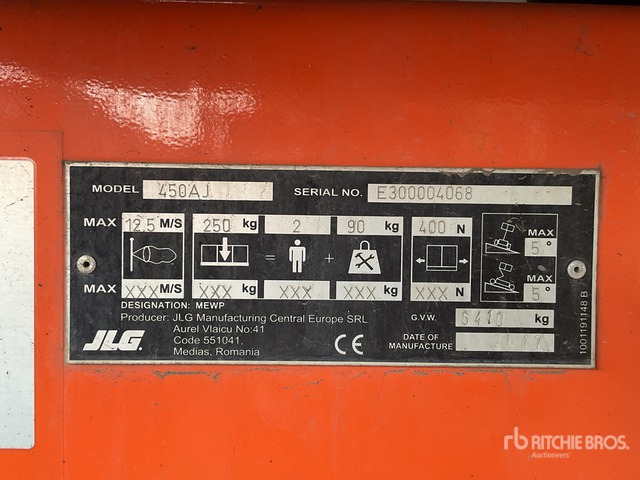 MODEL 450AJ SERIAL NO. E300004068
MAX 12,5 M/S 250 kg 2 90 kg 400 N MAX 5°
= +
MAX XXX M/S XXX kg XXX XXX kg XXX N MAX 5°
DESIGNATION: MEWP
Producer: JLG Manufacturing Central Europe SRL
Aurel Vlaicu No:41
Code 551041,
Medias, Romania
JLG.
CE
G.V.W. 6410 kg
DATE OF
MANUFACTURE
1001191148 B
rb RITCHIE BROS.
Auctioneers